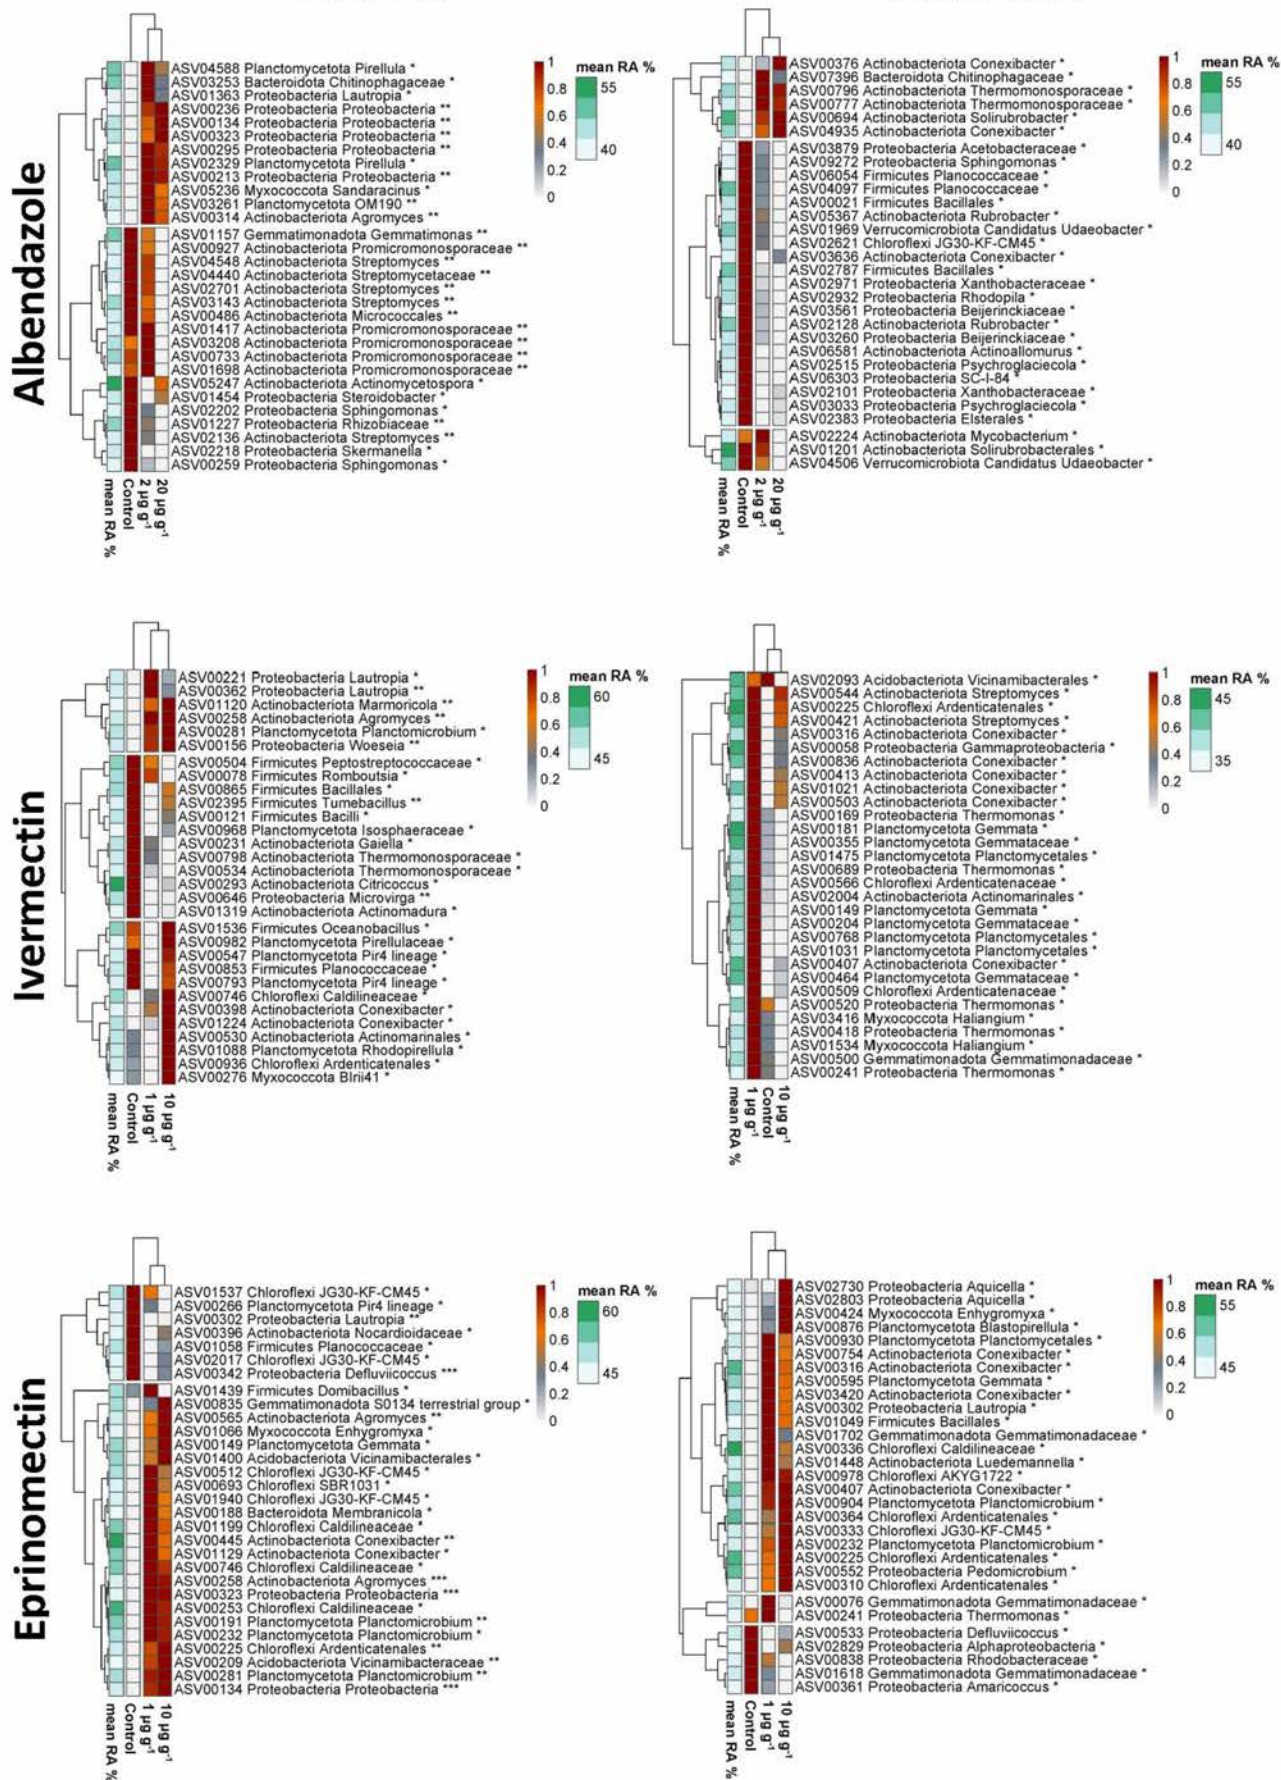 Albendazole
ASV04588 Planctomycetota Pirellula *
ASV03253 Bacteroidota Chitinophagaceae *
ASV01363 Proteobacteria Lautropia *
ASV00236 Proteobacteria Proteobacteria **
ASV00134 Proteobacteria Proteobacteria **
ASV00323 Proteobacteria Proteobacteria **
ASV00295 Proteobacteria Proteobacteria **
ASV02329 Planctomycetota Pirellula *
ASV00213 Proteobacteria Proteobacteria **
ASV05236 Myxococcota Sandaracinus *
ASV03261 Planctomycetota OM190 **
ASV00314 Actinobacteriota Agromyces **
ASV01157 Gemmatimonadota Gemmatimonas **
ASV00927 Actinobacteriota Promicromonosporaceae **
ASV04548 Actinobacteriota Streptomyces **
ASV04440 Actinobacteriota Streptomycetaceae **
ASV02701 Actinobacteriota Streptomyces **
ASV03143 Actinobacteriota Streptomyces **
ASV00486 Actinobacteriota Micrococcales **
ASV01417 Actinobacteriota Promicromonosporaceae **
ASV03208 Actinobacteriota Promicromonosporaceae **
ASV00733 Actinobacteriota Promicromonosporaceae **
ASV01698 Actinobacteriota Promicromonosporaceae **
ASV05247 Actinobacteriota Actinomycetospora *
ASV01454 Proteobacteria Steroidobacter *
ASV02202 Proteobacteria Sphingomonas *
ASV01227 Proteobacteria Rhizobiaceae **
ASV02136 Actinobacteriota Streptomyces **
ASV02218 Proteobacteria Skermanella *
ASV00259 Proteobacteria Sphingomonas *
mean RA %
Control
2 µg g-1
20 µg g-1
1
0.8
0.6
0.4
0.2
0
mean RA %
55
40
ASV00376 Actinobacteriota Conexibacter *
ASV07396 Bacteroidota Chitinophagaceae *
ASV00796 Actinobacteriota Thermomonosporaceae *
ASV00777 Actinobacteriota Thermomonosporaceae *
ASV00694 Actinobacteriota Solirubrobacter *
ASV04935 Actinobacteriota Conexibacter *
ASV03879 Proteobacteria Acetobacteraceae *
ASV09272 Proteobacteria Sphingomonas *
ASV06054 Firmicutes Planococcaceae *
ASV04097 Firmicutes Planococcaceae *
ASV00021 Firmicutes Bacillales *
ASV05367 Actinobacteriota Rubrobacter *
ASV01969 Verrucomicrobiota Candidatus Udaeobacter *
ASV02621 Chloroflexi JG30-KF-CM45 *
ASV03636 Actinobacteriota Conexibacter *
ASV02787 Firmicutes Bacillales *
ASV02971 Proteobacteria Xanthobacteraceae *
ASV02932 Proteobacteria Rhodopila *
ASV03561 Proteobacteria Beijerinckiaceae *
ASV02128 Actinobacteriota Rubrobacter *
ASV03260 Proteobacteria Beijerinckiaceae *
ASV06581 Actinobacteriota Actinoallomurus *
ASV02515 Proteobacteria Psychroglaciecola *
ASV06303 Proteobacteria SC-I-84 *
ASV02101 Proteobacteria Xanthobacteraceae *
ASV03033 Proteobacteria Psychroglaciecola *
ASV02383 Proteobacteria Elsterales *
ASV02224 Actinobacteriota Mycobacterium *
ASV01201 Actinobacteriota Solirubrobacterales *
ASV04506 Verrucomicrobiota Candidatus Udaeobacter *
mean RA %
Control
2 µg g-1
20 µg g-1
1
0.8
0.6
0.4
0.2
0
mean RA %
55
40
Ivermectin
ASV00221 Proteobacteria Lautropia *
ASV00362 Proteobacteria Lautropia **
ASV01120 Actinobacteriota Marmoricola **
ASV00258 Actinobacteriota Agromyces **
ASV00281 Planctomycetota Planctomicrobium *
ASV00156 Proteobacteria Woeseia **
ASV00504 Firmicutes Peptostreptococcaceae *
ASV00078 Firmicutes Romboutsia *
ASV00865 Firmicutes Bacillales *
ASV02395 Firmicutes Tumebacillus **
ASV00121 Firmicutes Bacilli *
ASV00968 Planctomycetota Isosphaeraceae *
ASV00231 Actinobacteriota Gaiella *
ASV00798 Actinobacteriota Thermomonosporaceae *
ASV00534 Actinobacteriota Thermomonosporaceae *
ASV00293 Actinobacteriota Citricoccus *
ASV00646 Proteobacteria Microvirga **
ASV01319 Actinobacteriota Actinomadura *
ASV01536 Firmicutes Oceanobacillus *
ASV00982 Planctomycetota Pirellulaceae *
ASV00547 Planctomycetota Pir4 lineage *
ASV00853 Firmicutes Planococcaceae *
ASV00793 Planctomycetota Pir4 lineage *
ASV00746 Chloroflexi Caldilineaceae *
ASV00398 Actinobacteriota Conexibacter *
ASV01224 Actinobacteriota Conexibacter *
ASV00530 Actinobacteriota Actinomarinales *
ASV01088 Planctomycetota Rhodopirellula *
ASV00936 Chloroflexi Ardenticatenales *
ASV00276 Myxococcota BIrii41 *
mean RA %
Control
1 µg g-1
10 µg g-1
1
0.8
0.6
0.4
0.2
0
mean RA %
60
45
ASV02093 Acidobacteriota Vicinamibacterales *
ASV00544 Actinobacteriota Streptomyces *
ASV00225 Chloroflexi Ardenticatenales *
ASV00421 Actinobacteriota Streptomyces *
ASV00316 Actinobacteriota Conexibacter *
ASV00058 Proteobacteria Gammaproteobacteria *
ASV00836 Actinobacteriota Conexibacter *
ASV00413 Actinobacteriota Conexibacter *
ASV01021 Actinobacteriota Conexibacter *
ASV00503 Actinobacteriota Conexibacter *
ASV00169 Proteobacteria Thermomonas *
ASV00181 Planctomycetota Gemmata *
ASV00355 Planctomycetota Gemmataceae *
ASV01475 Planctomycetota Planctomycetales *
ASV00689 Proteobacteria Thermomonas *
ASV00566 Chloroflexi Ardenticatenaceae *
ASV02004 Actinobacteriota Actinomarinales *
ASV00149 Planctomycetota Gemmata *
ASV00204 Planctomycetota Gemmataceae *
ASV00768 Planctomycetota Planctomycetales *
ASV01031 Planctomycetota Planctomycetales *
ASV00407 Actinobacteriota Conexibacter *
ASV00464 Planctomycetota Gemmataceae *
ASV00509 Chloroflexi Ardenticatenaceae *
ASV00520 Proteobacteria Thermomonas *
ASV03416 Myxococcota Haliangium *
ASV00418 Proteobacteria Thermomonas *
ASV01534 Myxococcota Haliangium *
ASV00500 Gemmatimonadota Gemmatimonadaceae *
ASV00241 Proteobacteria Thermomonas *
mean RA %
1 µg g-1
Control
10 µg g-1
1
0.8
0.6
0.4
0.2
0
mean RA %
45
35
Eprinomectin
ASV01537 Chloroflexi JG30-KF-CM45 *
ASV00266 Planctomycetota Pir4 lineage *
ASV00302 Proteobacteria Lautropia **
ASV00396 Actinobacteriota Nocardioidaceae *
ASV01058 Firmicutes Planococcaceae *
ASV02017 Chloroflexi JG30-KF-CM45 *
ASV00342 Proteobacteria Defluviicoccus ***
ASV01439 Firmicutes Domibacillus *
ASV00835 Gemmatimonadota S0134 terrestrial group *
ASV00565 Actinobacteriota Agromyces **
ASV01066 Myxococcota Enhygromyxa *
ASV00149 Planctomycetota Gemmata *
ASV01400 Acidobacteriota Vicinamibacterales *
ASV00512 Chloroflexi JG30-KF-CM45 *
ASV00693 Chloroflexi SBR1031 *
ASV01940 Chloroflexi JG30-KF-CM45 *
ASV00188 Bacteroidota Membranicola *
ASV01199 Chloroflexi Caldilineaceae *
ASV00445 Actinobacteriota Conexibacter **
ASV01129 Actinobacteriota Conexibacter *
ASV00746 Chloroflexi Caldilineaceae *
ASV00258 Actinobacteriota Agromyces ***
ASV00323 Proteobacteria Proteobacteria ***
ASV00253 Chloroflexi Caldilineaceae *
ASV00191 Planctomycetota Planctomicrobium **
ASV00232 Planctomycetota Planctomicrobium *
ASV00225 Chloroflexi Ardenticatenales **
ASV00209 Acidobacteriota Vicinamibacteraceae *
ASV00281 Planctomycetota Planctomicrobium **
ASV00134 Proteobacteria Proteobacteria ***
mean RA %
Control
1 µg g-1
10 µg g-1
1
0.8
0.6
0.4
0.2
0
mean RA %
60
45
ASV02730 Proteobacteria Aquicella *
ASV02803 Proteobacteria Aquicella *
ASV00424 Myxococcota Enhygromyxa *
ASV00876 Planctomycetota Blastopirellula *
ASV00930 Planctomycetota Planctomycetales *
ASV00754 Actinobacteriota Conexibacter *
ASV00316 Actinobacteriota Conexibacter *
ASV00595 Planctomycetota Gemmata *
ASV03420 Actinobacteriota Conexibacter *
ASV00302 Proteobacteria Lautropia *
ASV01049 Firmicutes Bacillales *
ASV01702 Gemmatimonadota Gemmatimonadaceae *
ASV00336 Chloroflexi Caldilineaceae *
ASV01448 Actinobacteriota Luedemannella *
ASV00978 Chloroflexi AKYG1722 *
ASV00407 Actinobacteriota Conexibacter *
ASV00904 Planctomycetota Planctomicrobium *
ASV00364 Chloroflexi Ardenticatenales *
ASV00333 Chloroflexi JG30-KF-CM45 *
ASV00232 Planctomycetota Planctomicrobium *
ASV00225 Chloroflexi Ardenticatenales *
ASV00552 Proteobacteria Pedomicrobium *
ASV00310 Chloroflexi Ardenticatenales *
ASV00076 Gemmatimonadota Gemmatimonadaceae *
ASV00241 Proteobacteria Thermomonas *
ASV00533 Proteobacteria Defluviicoccus *
ASV02829 Proteobacteria Alphaproteobacteria *
ASV00838 Proteobacteria Rhodobacteraceae *
ASV01618 Gemmatimonadota Gemmatimonadaceae *
ASV00361 Proteobacteria Amaricoccus *
mean RA %
Control
1 µg g-1
10 µg g-1
1
0.8
0.6
0.4
0.2
0
mean RA %
55
45